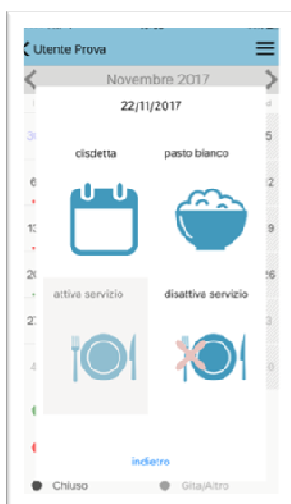 Utente Prova
Novembre 2017
22/11/2017
disdetta
pasto bianco
attiva servizio
disattiva servizio
indietro
Chiuso
Gita/Altro